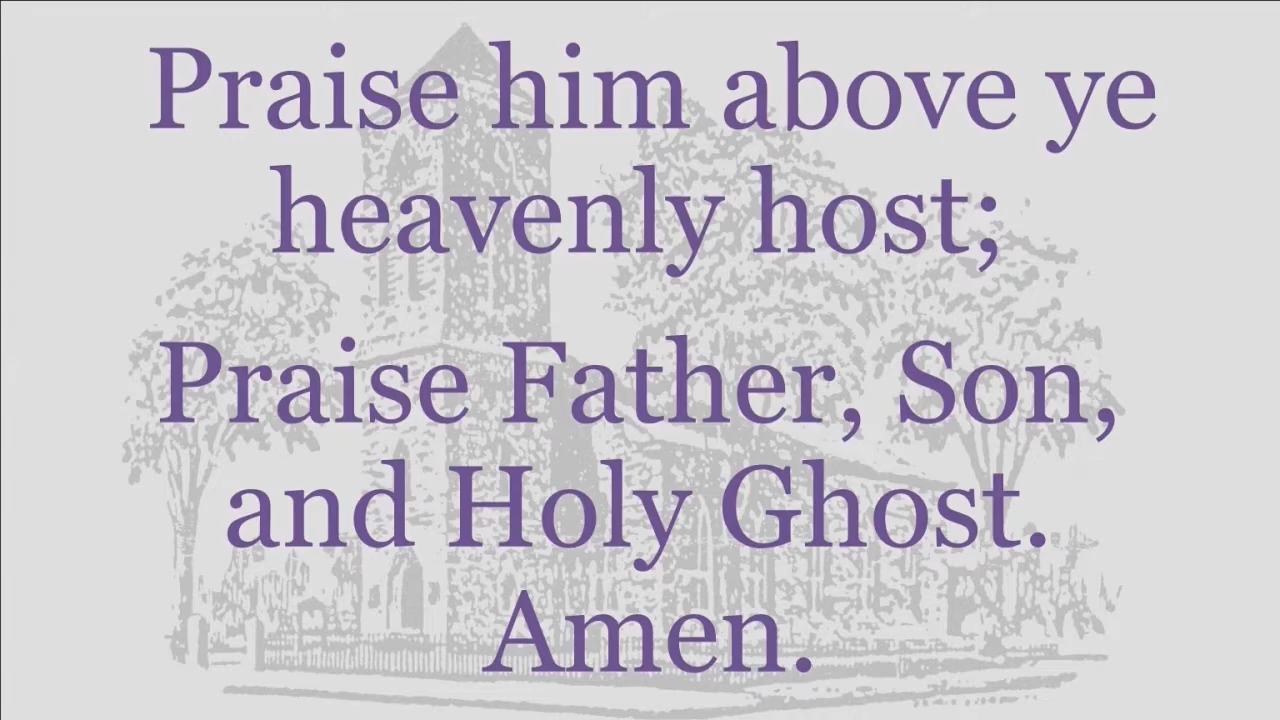 Praise him above ye
heavenly host;
Praise Father, Son,
and Holy Ghost.
Amen.